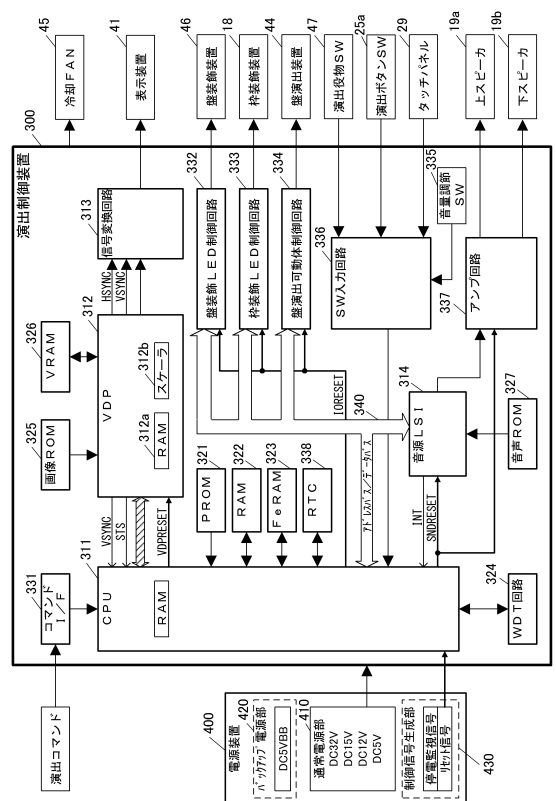 演出制御装置
300
冷却FAN
45
表示装置
41
盤装飾装置
46
枠装飾装置
18
盤演出装置
44
演出役物SW
47
演出ボタンSW
25a
タッチパネル
29
上スピーカ
19a
下スピーカ
19b
信号変換回路
313
HSYNC
VSYNC
盤装飾LED制御回路
332
枠装飾LED制御回路
333
盤演出可動体制御回路
334
SW入力回路
336
音量調節
SW
335
アンプ回路
337
VRAM
326
画像ROM
325
VDP
312
スケーラ
312b
RAM
312a
VSYNC
STS
VDPRESET
PROM
321
RAM
322
FeRAM
323
RTC
338
IORESET
340
アドレスバス/データバス
音源LSI
314
音声ROM
327
INT
SNDRESET
コマンド
I/F
331
CPU
311
RAM
WDT回路
324
演出コマンド
電源装置
400
バックアップ電源部
420
DC5VBB
通常電源部
410
DC32V
DC15V
DC12V
DC5V
制御信号生成部
停電監視信号
リセット信号
430